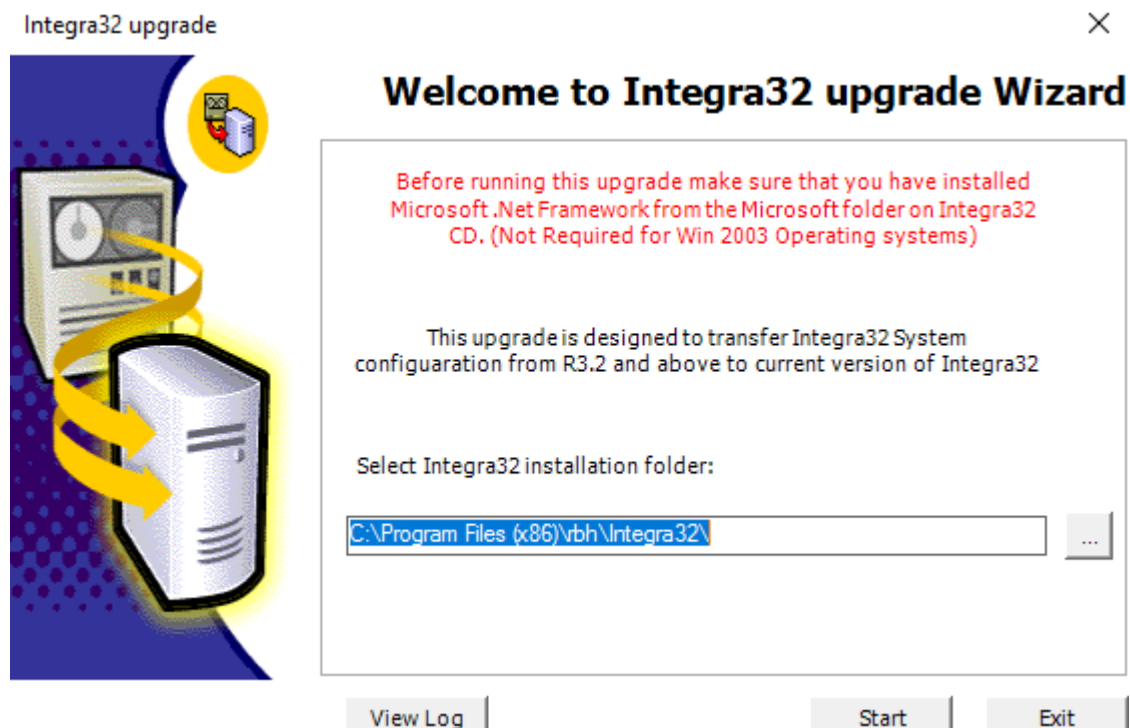 Integra32 upgrade
Welcome to Integra32 upgrade Wizard
Before running this upgrade make sure that you have installed
Microsoft .Net Framework from the Microsoft folder on Integra32
CD. (Not Required for Win 2003 Operating systems)
This upgrade is designed to transfer Integra32 System
configuaration from R3.2 and above to current version of Integra32
Select Integra32 installation folder:
C:\Program Files (x86)\rbh\Integra32\
...
View Log
Start
Exit